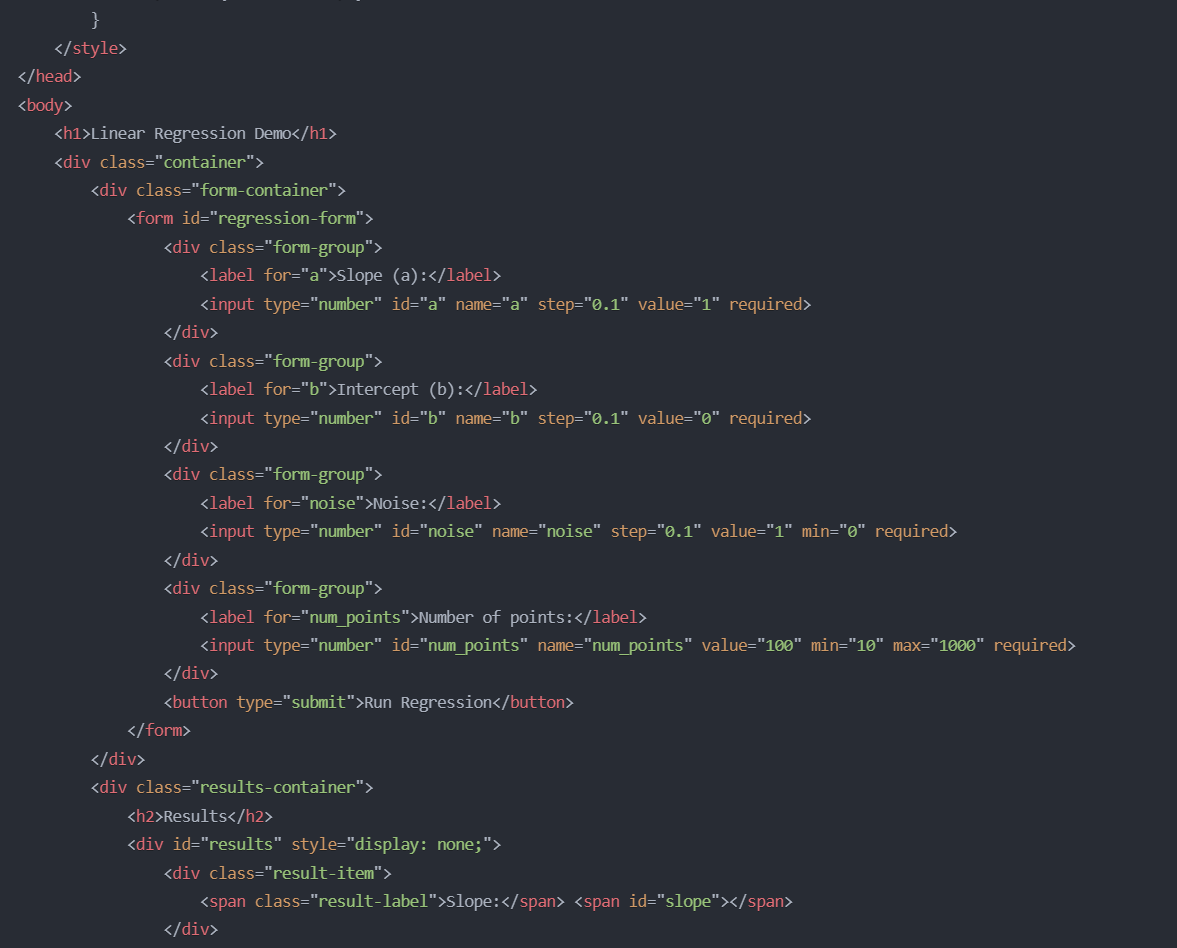 }
    </style>
</head>
<body>
    <h1>Linear Regression Demo</h1>
    <div class="container">
        <div class="form-container">
            <form id="regression-form">
                <div class="form-group">
                    <label for="a">Slope (a):</label>
                    <input type="number" id="a" name="a" step="0.1" value="1" required>
                </div>
                <div class="form-group">
                    <label for="b">Intercept (b):</label>
                    <input type="number" id="b" name="b" step="0.1" value="0" required>
                </div>
                <div class="form-group">
                    <label for="noise">Noise:</label>
                    <input type="number" id="noise" name="noise" step="0.1" value="1" min="0" required>
                </div>
                <div class="form-group">
                    <label for="num_points">Number of points:</label>
                    <input type="number" id="num_points" name="num_points" value="100" min="10" max="1000" required>
                </div>
                <button type="submit">Run Regression</button>
            </form>
        </div>
        <div class="results-container">
            <h2>Results</h2>
            <div id="results" style="display: none;">
                <div class="result-item">
                    <span class="result-label">Slope:</span> <span id="slope"></span>
                </div>